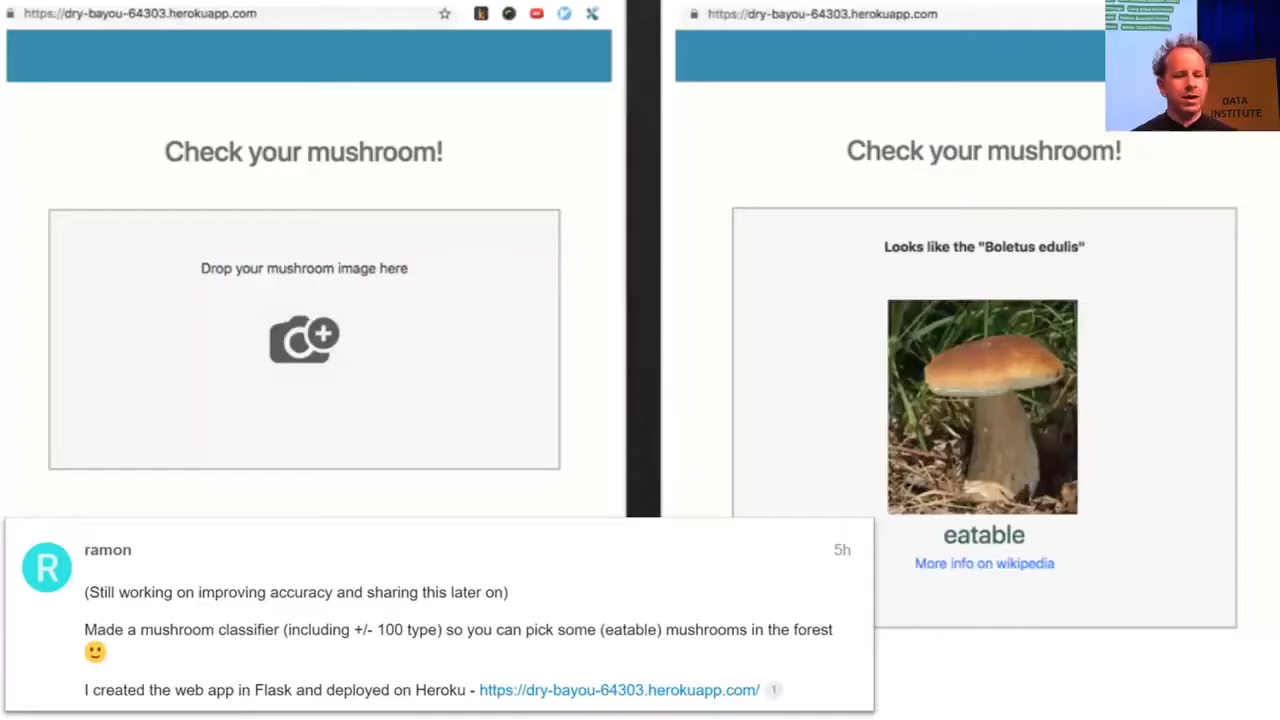 https://dry-bayou-64303.herokuapp.com
Check your mushroom!
Drop your mushroom image here
https://dry-bayou-64303.herokuapp.com
Check your mushroom!
Looks like the "Boletus edulis"
eatable
More info on wikipedia
DATA
INSTITUTE
R
ramon
5h
(Still working on improving accuracy and sharing this later on)
Made a mushroom classifier (including +/- 100 type) so you can pick some (eatable) mushrooms in the forest
I created the web app in Flask and deployed on Heroku - https://dry-bayou-64303.herokuapp.com/ 1